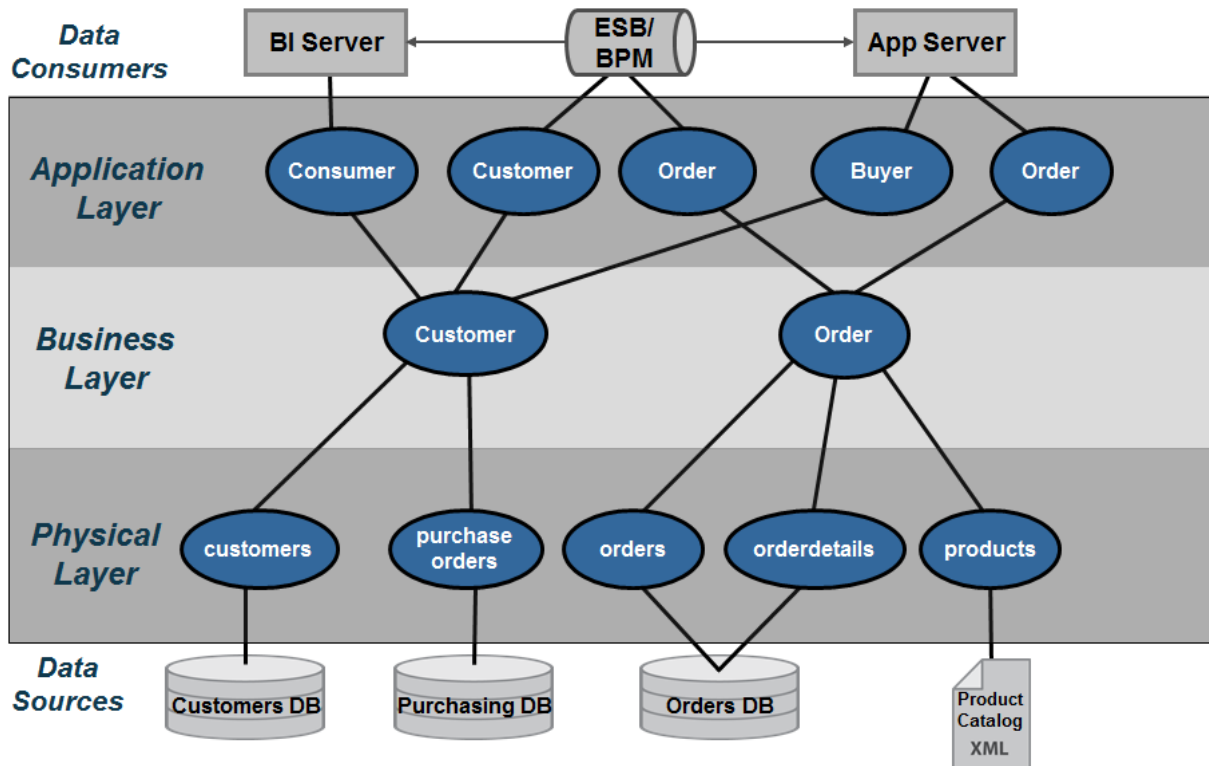 Data
Consumers
BI Server
ESB/
BPM
App Server
Application
Layer
Consumer
Customer
Order
Buyer
Order
Business
Layer
Customer
Order
Physical
Layer
customers
purchase
orders
orders
orderdetails
products
Data
Sources
Customers DB
Purchasing DB
Orders DB
Product
Catalog
XML